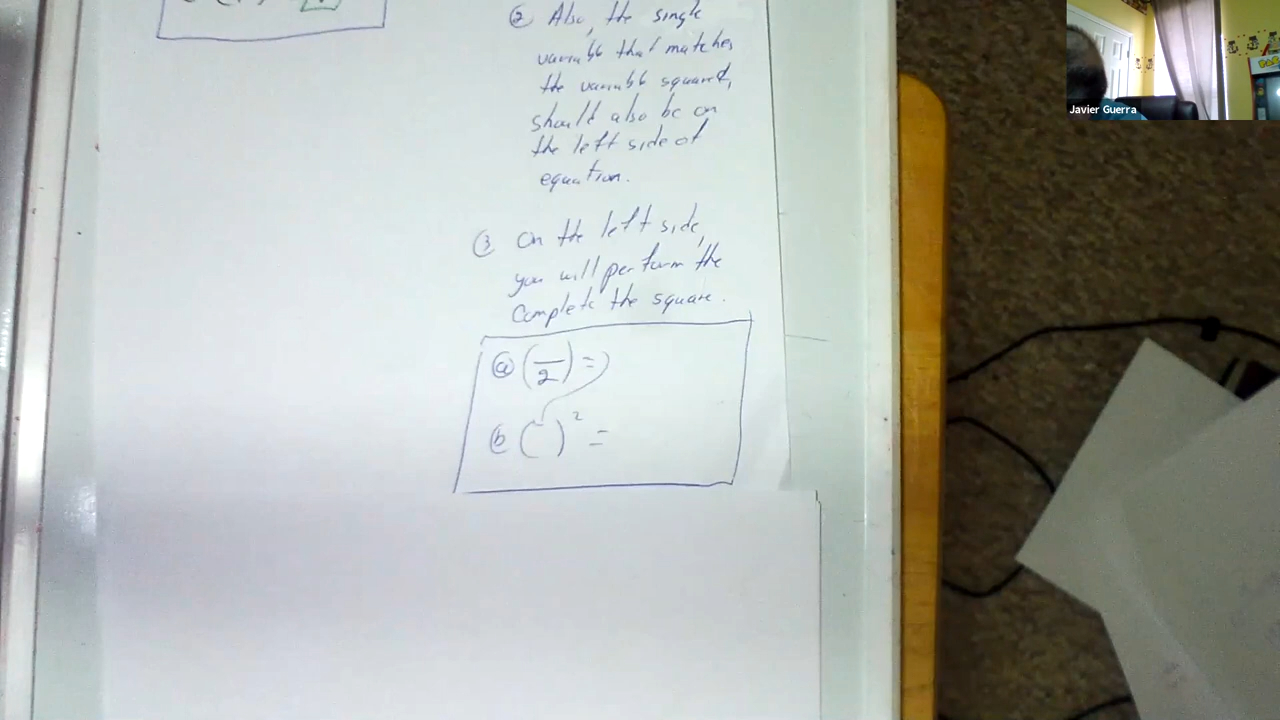 ② Also, the single
variable that matches
the variable squared,
should also be on
the left side of
equation.
③ On the left side,
you will perform the
Complete the square.
ⓐ (—/2) =
ⓑ ( )² =
Javier Guerra